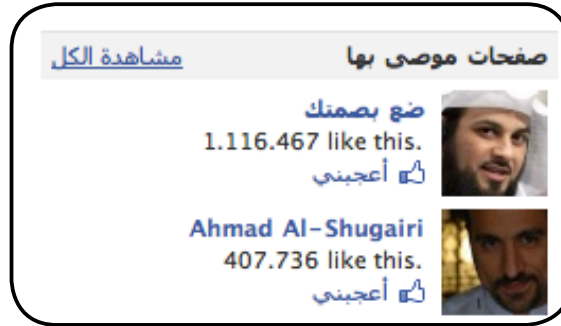 صفحات موصى بها مشاهدة الكل
ضع بصمتك
1.116.467 like this.
أعجبني
Ahmad Al-Shugairi
407.736 like this.
أعجبني